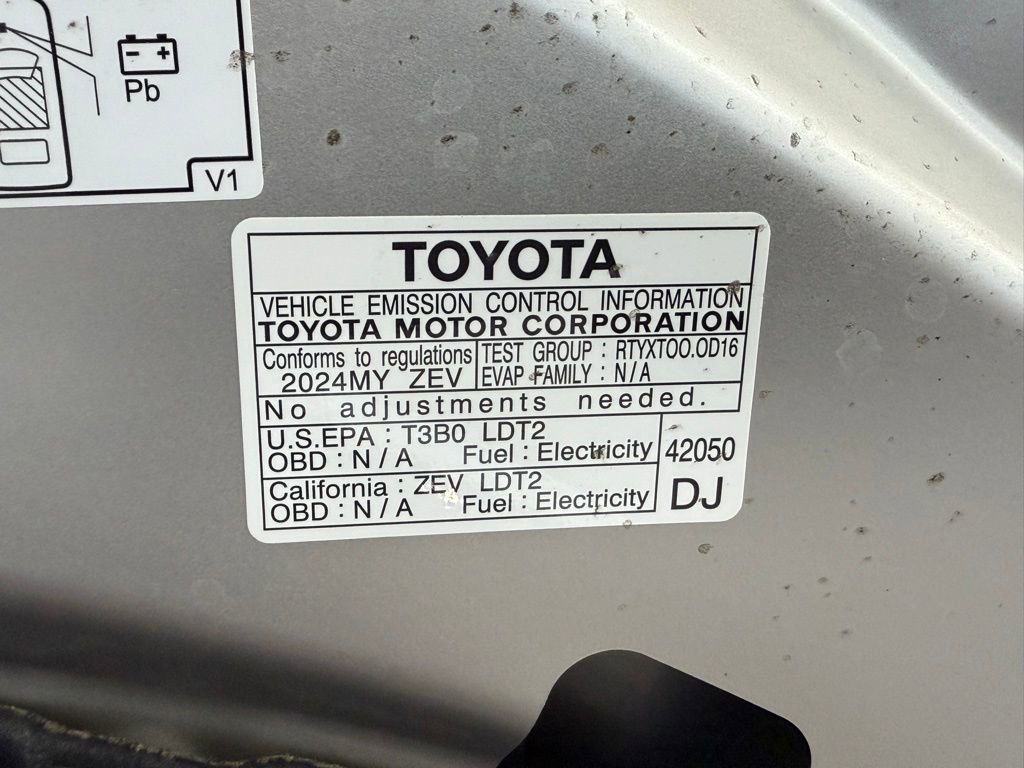 Pb
V1
TOYOTA
VEHICLE EMISSION CONTROL INFORMATION
TOYOTA MOTOR CORPORATION
Conforms to regulations
2024MY ZEV
TEST GROUP : RTYXT00.0D16
EVAP FAMILY : N/A
No adjustments needed.
U.S.EPA : T3B0 LDT2
OBD : N/A Fuel : Electricity
California : ZEV LDT2
OBD : N/A Fuel : Electricity
42050
DJ